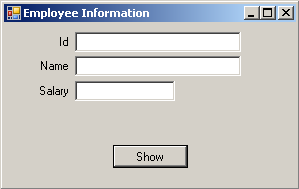 Employee Information
Id
Name
Salary
Show